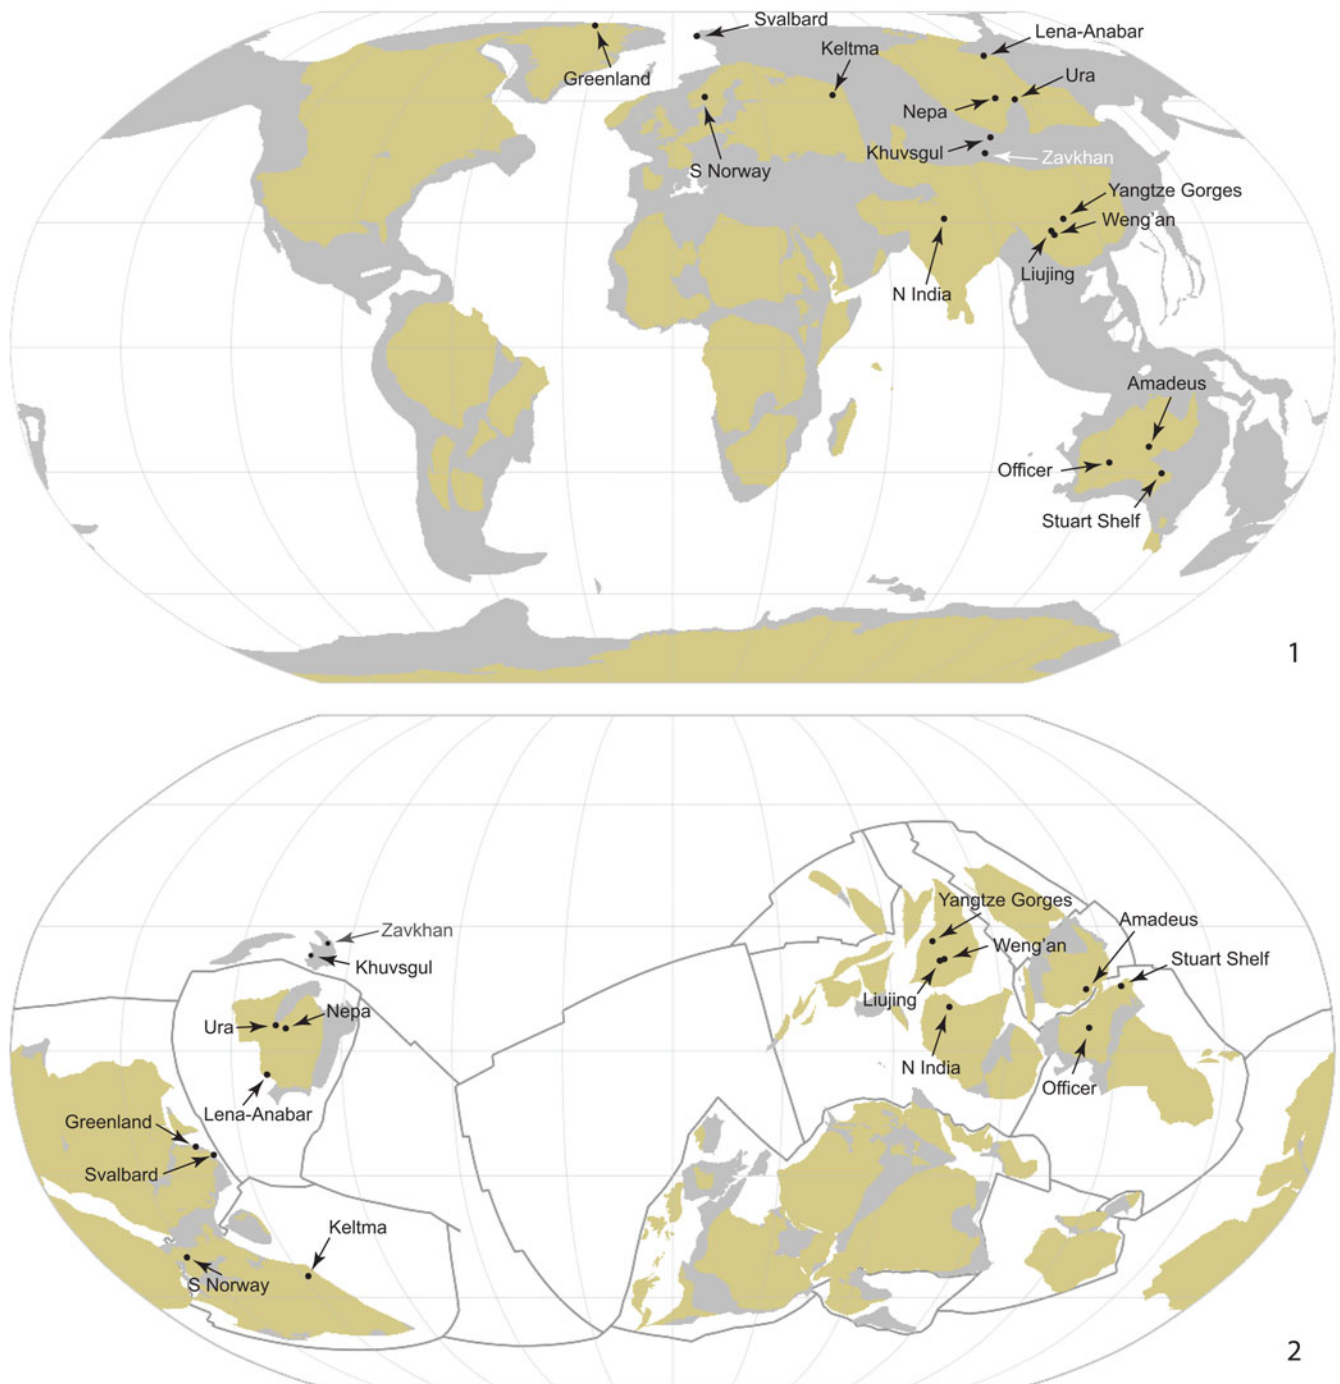 Svalbard
Lena-Anabar
Keltma
Greenland
Ura
Nepa
Khuvsgul
Zavkhan
S Norway
Yangtze Gorges
Weng'an
Liujing
N India
Amadeus
Officer
Stuart Shelf
1
Yangtze Gorges
Amadeus
Zavkhan
Weng'an
Stuart Shelf
Khuvsgul
Liujing
Nepa
Ura
N India
Officer
Lena-Anabar
Greenland
Svalbard
Keltma
S Norway
2